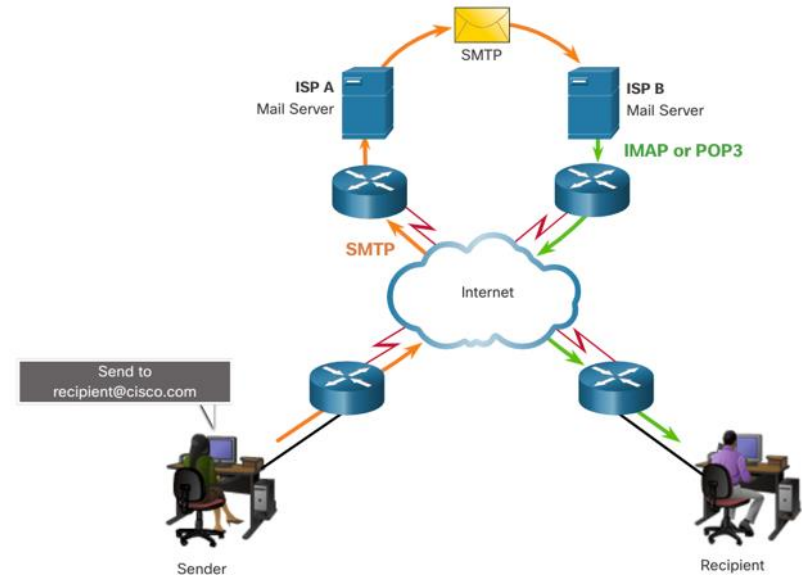 SMTP
ISP A
Mail Server
ISP B
Mail Server
IMAP or POP3
SMTP
Internet
Send to
recipient@cisco.com
Sender
Recipient